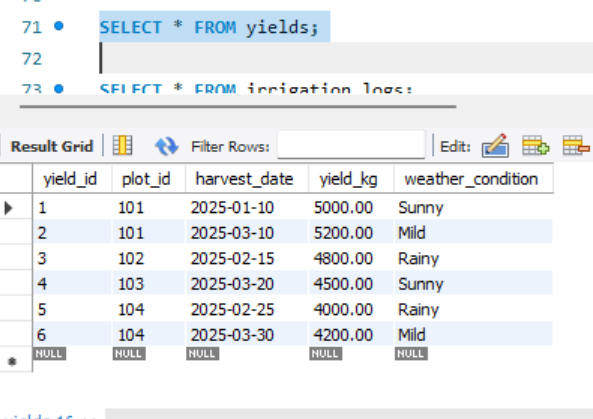 71 SELECT * FROM yields;
72
73 SELECT * FROM irrigation_logs;
Result Grid Filter Rows: Edit:
yield_id plot_id harvest_date yield_kg weather_condition
1 101 2025-01-10 5000.00 Sunny
2 101 2025-03-10 5200.00 Mild
3 102 2025-02-15 4800.00 Rainy
4 103 2025-03-20 4500.00 Sunny
5 104 2025-02-25 4000.00 Rainy
6 104 2025-03-30 4200.00 Mild
NULL NULL NULL NULL NULL